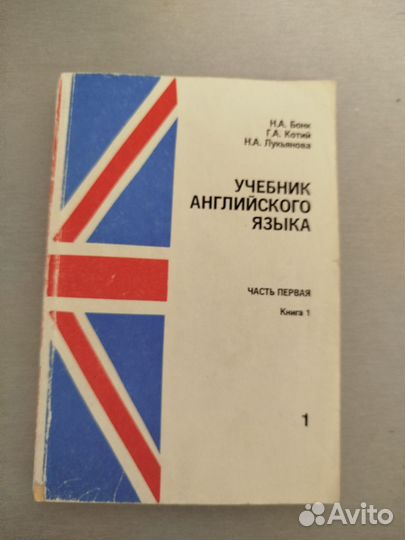 Н.А. Бонк
Г.А. Котий
Н.А. Лукьянова
УЧЕБНИК
АНГЛИЙСКОГО
ЯЗЫКА
ЧАСТЬ ПЕРВАЯ
Книга 1
1
Avito